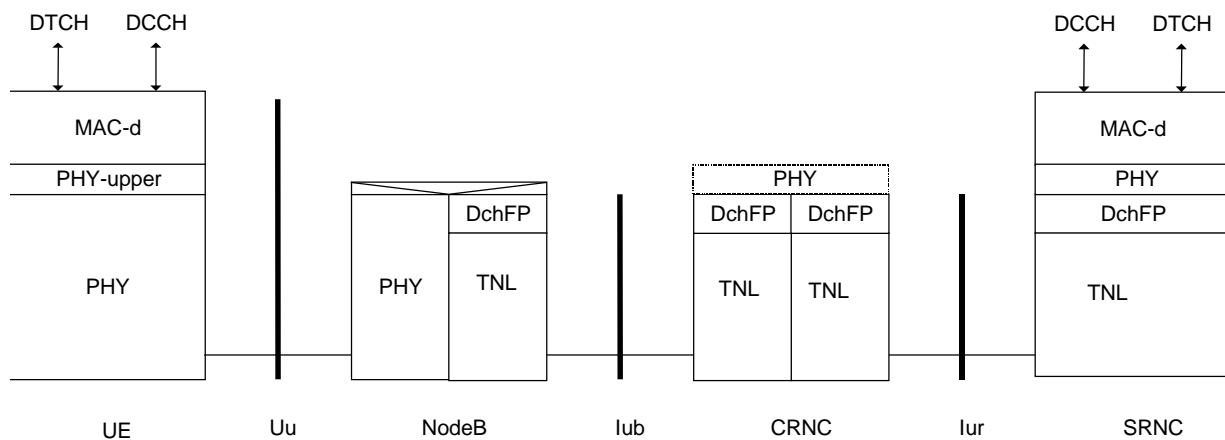 DTCH DCCH DCCH DTCH
MAC-d MAC-d
PHY-upper PHY PHY
DchFP DchFP DchFP DchFP
PHY PHY TNL TNL TNL TNL
UE Uu NodeB Iub CRNC Iur SRNC